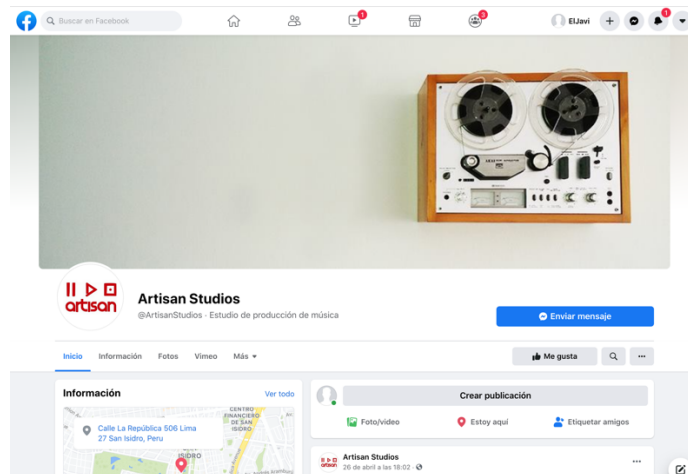 Buscar en Facebook
1
3
ElJavi
1
artisan
Artisan Studios
@ArtisanStudios · Estudio de producción de música
Enviar mensaje
Inicio Información Fotos Vimeo Más
Me gusta
Información Ver todo
CENTRO
FINANCIERO
DE SAN
ISIDRO
Calle La República 506 Lima
27 San Isidro, Peru
ISIDRO
Crear publicación
Foto/video Estoy aquí Etiquetar amigos
Artisan Studios
26 de abril a las 18:02 ·